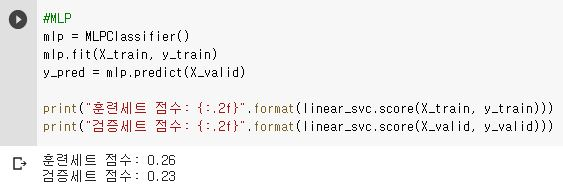 #MLP
mlp = MLPClassifier()
mlp.fit(X_train, y_train)
y_pred = mlp.predict(X_valid)
print("훈련세트 점수: {:.2f}".format(linear_svc.score(X_train, y_train)))
print("검증세트 점수: {:.2f}".format(linear_svc.score(X_valid, y_valid)))
훈련세트 점수: 0.26
검증세트 점수: 0.23